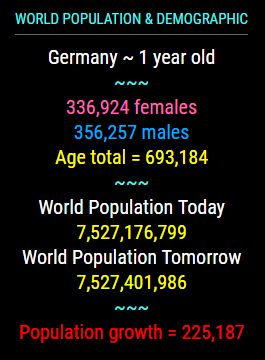 WORLD POPULATION & DEMOGRAPHIC
Germany ~ 1 year old
~~~
336,924 females
356,257 males
Age total = 693,184
~~~
World Population Today
7,527,176,799
World Population Tomorrow
7,527,401,986
~~~
Population growth = 225,187